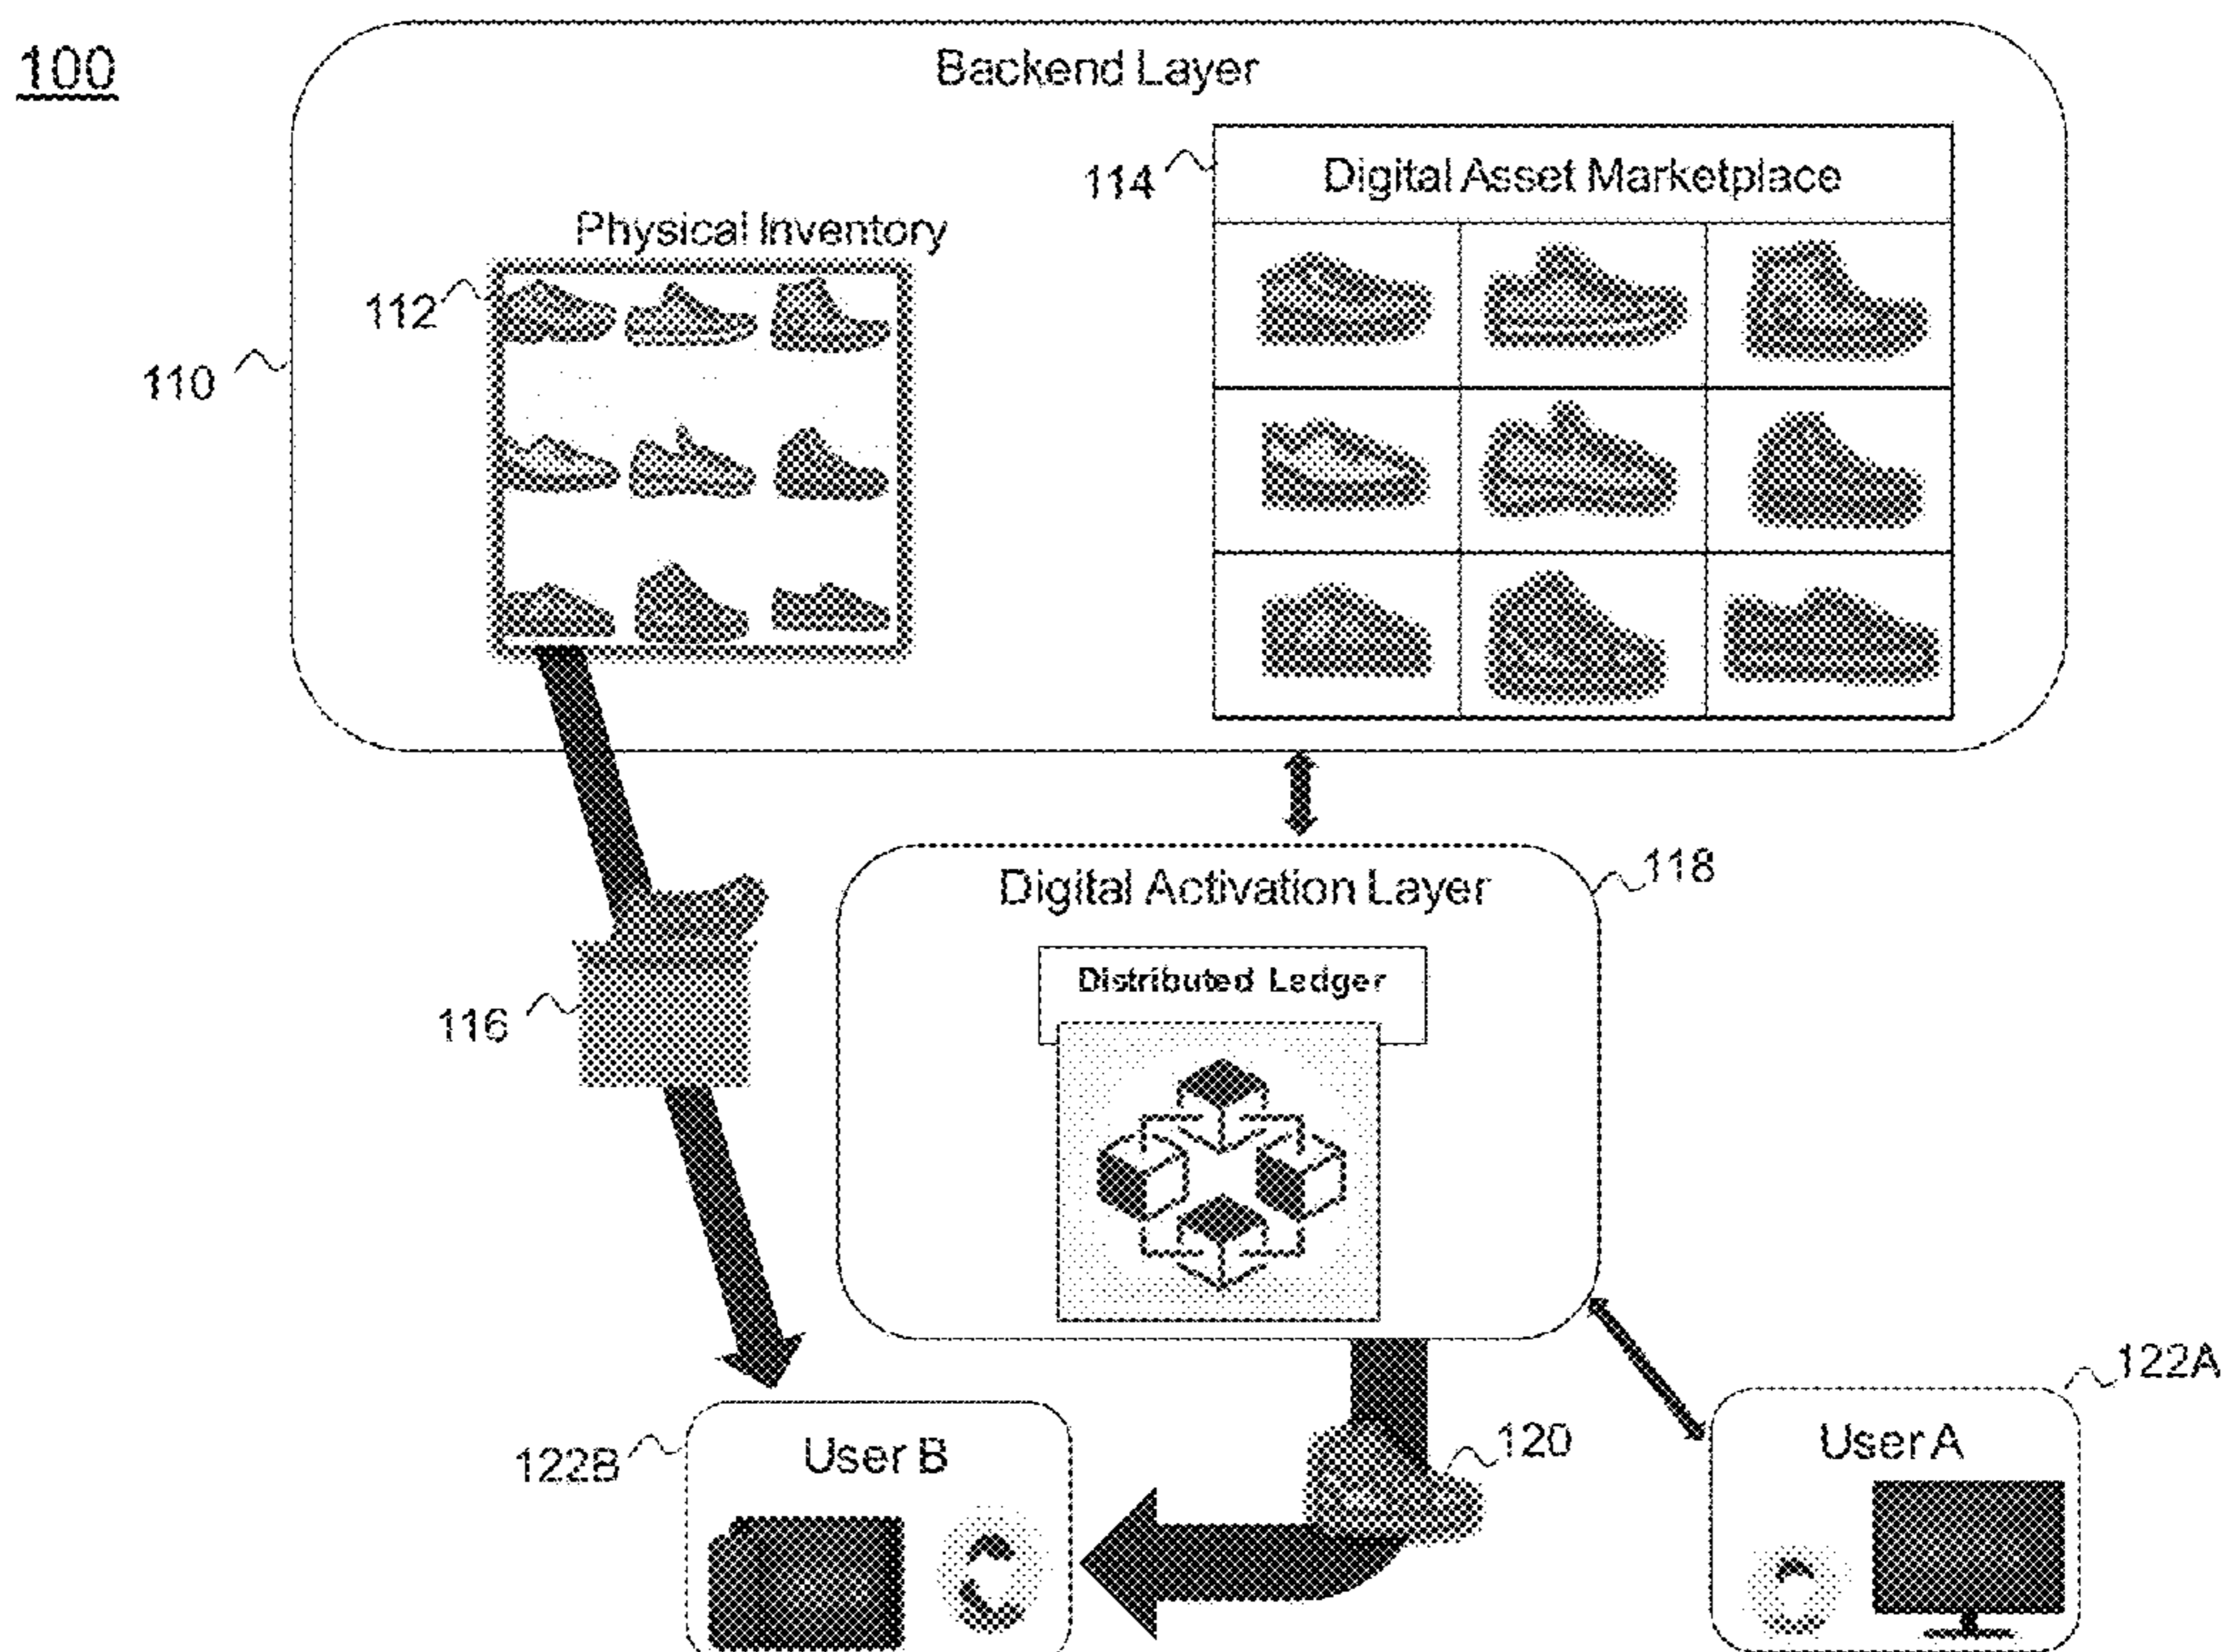 100
Backend Layer
114
Digital Asset Marketplace
Physical Inventory
112
110
118
Digital Activation Layer
Distributed Ledger
116
122A
User A
120
122B
User B